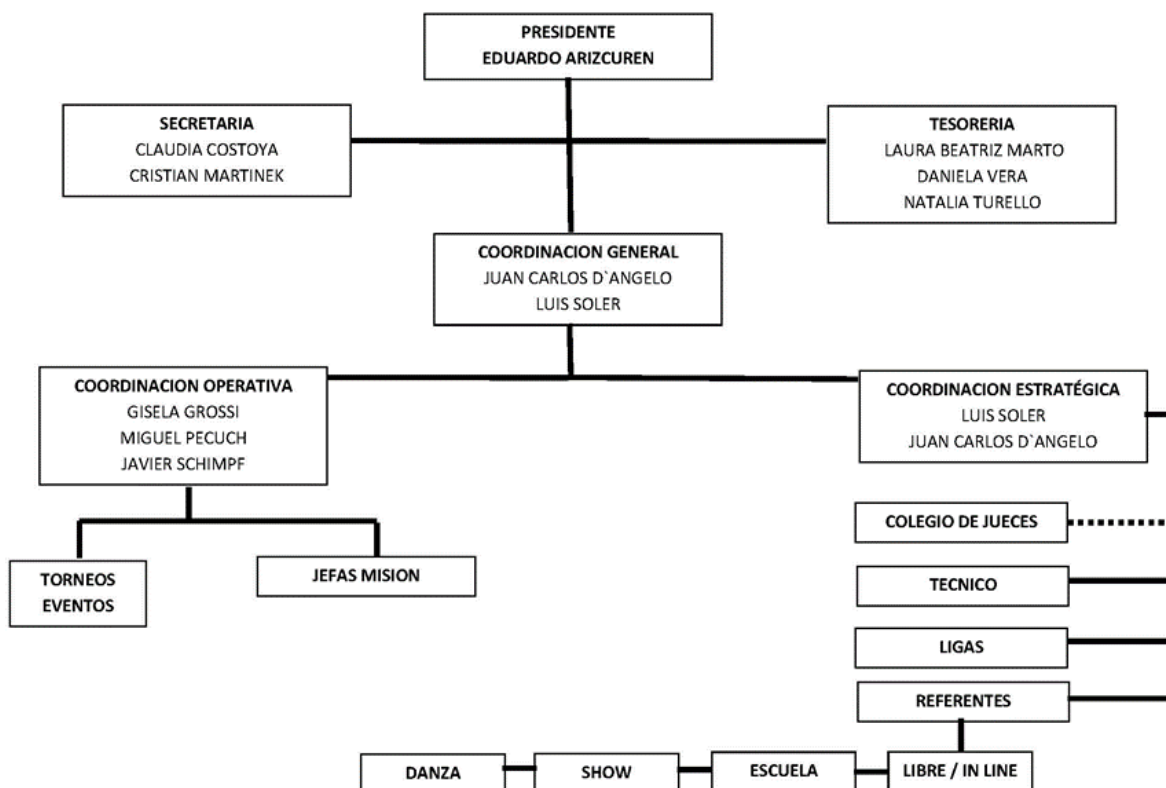 PRESIDENTE
EDUARDO ARIZCUREN
SECRETARIA
CLAUDIA COSTOYA
CRISTIAN MARTINEK
TESORERIA
LAURA BEATRIZ MARTO
DANIELA VERA
NATALIA TURELLO
COORDINACION GENERAL
JUAN CARLOS D`ANGELO
LUIS SOLER
COORDINACION OPERATIVA
GISELA GROSSI
MIGUEL PECUCH
JAVIER SCHIMPF
COORDINACION ESTRATÉGICA
LUIS SOLER
JUAN CARLOS D`ANGELO
TORNEOS
EVENTOS
JEFAS MISION
COLEGIO DE JUECES
TECNICO
LIGAS
REFERENTES
DANZA
SHOW
ESCUELA
LIBRE / IN LINE